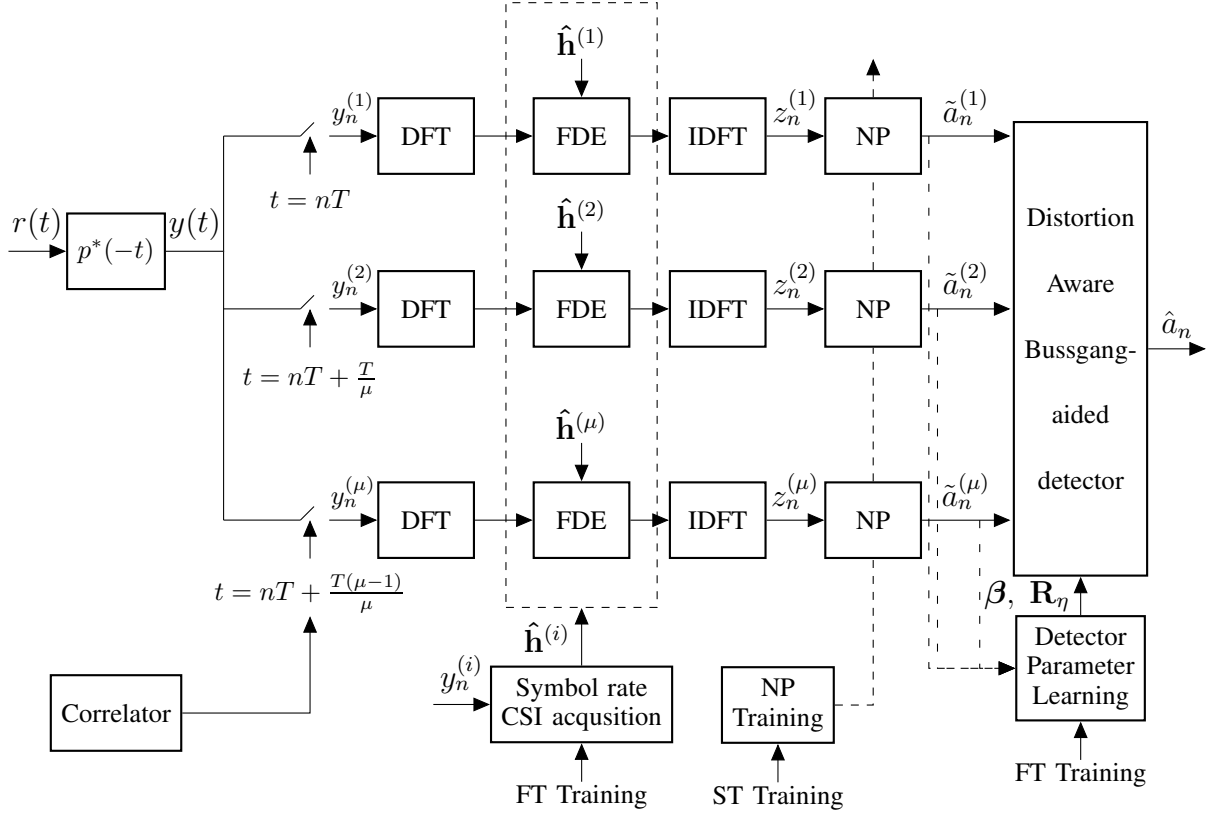 ĥ^(1)
y_n^(1) DFT FDE IDFT z_n^(1) NP ã_n^(1)
t = nT
r(t) p*(−t) y(t)
ĥ^(2)
y_n^(2) DFT FDE IDFT z_n^(2) NP ã_n^(2)
t = nT + T/μ
ĥ^(μ)
y_n^(μ) DFT FDE IDFT z_n^(μ) NP ã_n^(μ)
t = nT + T(μ−1)/μ
Distortion
Aware
Bussgang-
aided
detector
â_n
β, R_η
ĥ^(i)
y_n^(i)
Correlator
Symbol rate
CSI acqusition
FT Training
NP
Training
ST Training
Detector
Parameter
Learning
FT Training